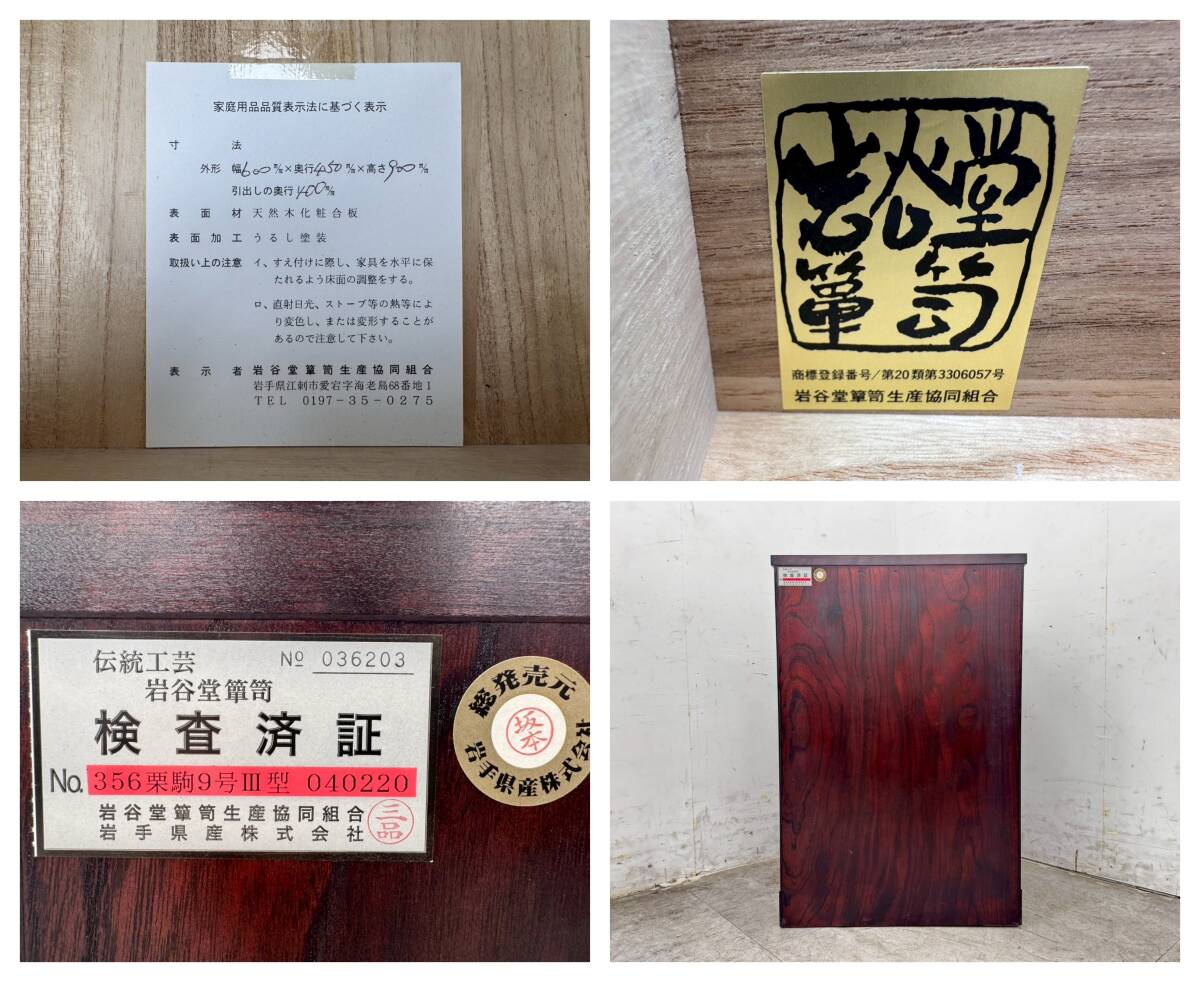 家庭用品品質表示法に基づく表示
寸法
外形 幅600㎜×奥行450㎜×高さ900㎜
引出しの奥行400㎜
表面材 天然木化粧合板
表面加工 うるし塗装
取扱い上の注意 イ、すえ付けに際し、家具を水平に保
たれるよう床面の調整をする。
ロ、直射日光、ストーブ等の熱等によ
り変色し、または変形することが
あるので注意して下さい。
表示者 岩谷堂簞笥生産協同組合
岩手県江刺市愛宕字海老島68番地1
TEL 0197-35-0275
岩谷堂
簞笥
商標登録番号/第20類第3306057号
岩谷堂簞笥生産協同組合
伝統工芸 No 036203
岩谷堂簞笥
検査済証
No. 356栗駒9号Ⅲ型 040220
岩谷堂簞笥生産協同組合
岩手県産株式会社
三品
総発売元
坂本
岩手県産株式会社
検査済証